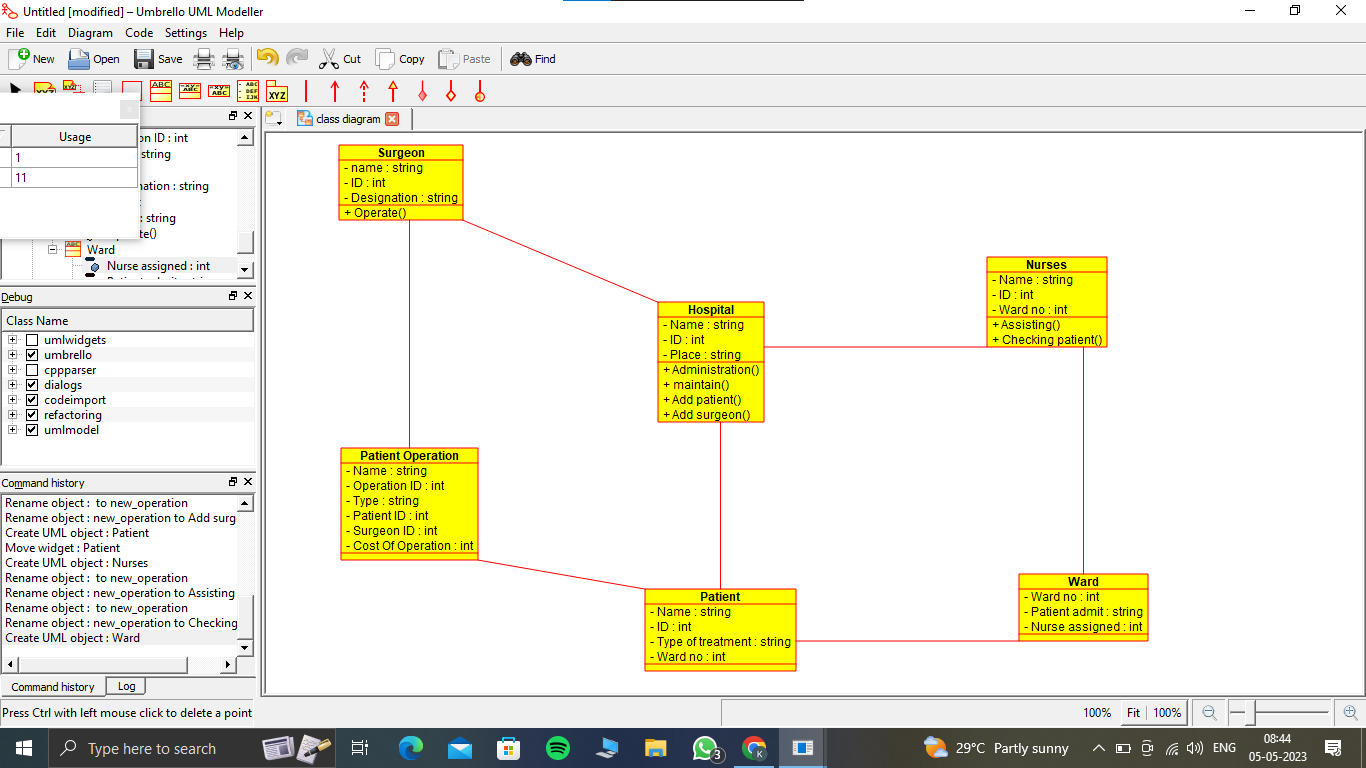 Untitled [modified] – Umbrello UML Modeller
File Edit Diagram Code Settings Help
New Open Save Cut Copy Paste Find
Usage
1
11
on ID : int
string
nation : string
: string
te()
Ward
Nurse assigned : int
class diagram
Debug
Class Name
umlwidgets
umbrello
cppparser
dialogs
codeimport
refactoring
umlmodel
Command history
Rename object : to new_operation
Rename object : new_operation to Add surg
Create UML object : Patient
Move widget : Patient
Create UML object : Nurses
Rename object : to new_operation
Rename object : new_operation to Assisting
Rename object : to new_operation
Rename object : new_operation to Checking
Create UML object : Ward
Command history Log
Surgeon
- name : string
- ID : int
- Designation : string
+ Operate()
Hospital
- Name : string
- ID : int
- Place : string
+ Administration()
+ maintain()
+ Add patient()
+ Add surgeon()
Nurses
- Name : string
- ID : int
- Ward no : int
+ Assisting()
+ Checking patient()
Patient Operation
- Name : string
- Operation ID : int
- Type : string
- Patient ID : int
- Surgeon ID : int
- Cost Of Operation : int
Patient
- Name : string
- ID : int
- Type of treatment : string
- Ward no : int
Ward
- Ward no : int
- Patient admit : string
- Nurse assigned : int
Press Ctrl with left mouse click to delete a point
100% Fit 100%
Type here to search
3
K
29°C Partly sunny
ENG
08:44
05-05-2023